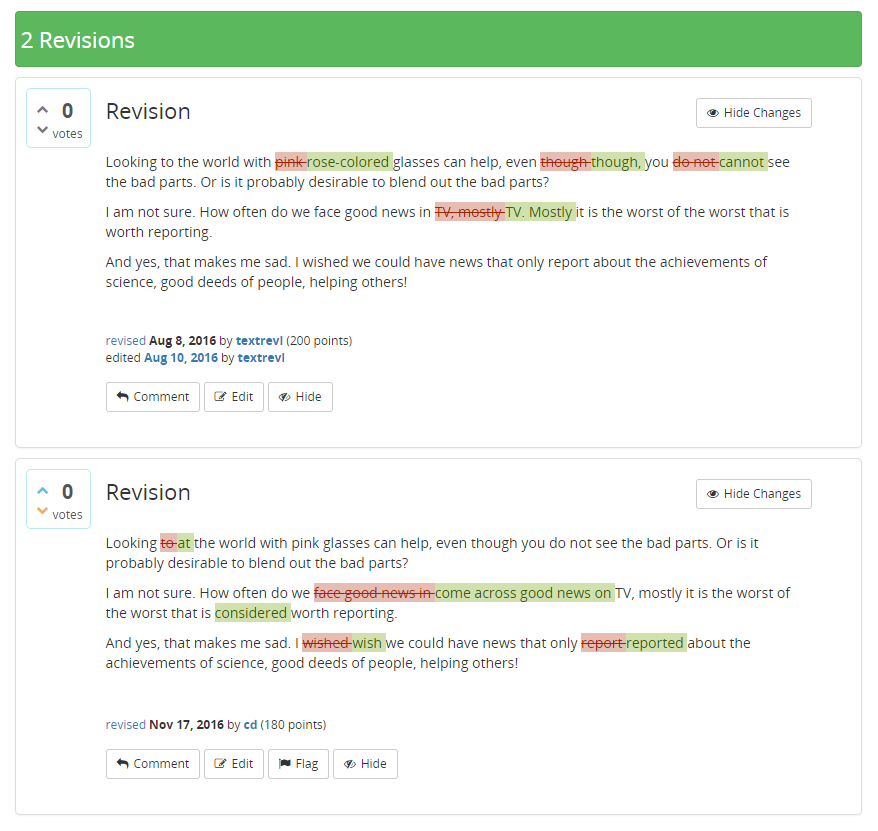 2 Revisions
0
votes
Revision
Hide Changes
Looking to the world with pink rose-colored glasses can help, even though though, you do not cannot see
the bad parts. Or is it probably desirable to blend out the bad parts?
I am not sure. How often do we face good news in TV, mostly TV. Mostly it is the worst of the worst that is
worth reporting.
And yes, that makes me sad. I wished we could have news that only report about the achievements of
science, good deeds of people, helping others!
revised Aug 8, 2016 by textrevl (200 points)
edited Aug 10, 2016 by textrevl
Comment Edit Hide
0
votes
Revision
Hide Changes
Looking to at the world with pink glasses can help, even though you do not see the bad parts. Or is it
probably desirable to blend out the bad parts?
I am not sure. How often do we face good news in come across good news on TV, mostly it is the worst of
the worst that is considered worth reporting.
And yes, that makes me sad. I wished wish we could have news that only report reported about the
achievements of science, good deeds of people, helping others!
revised Nov 17, 2016 by cd (180 points)
Comment Edit Flag Hide